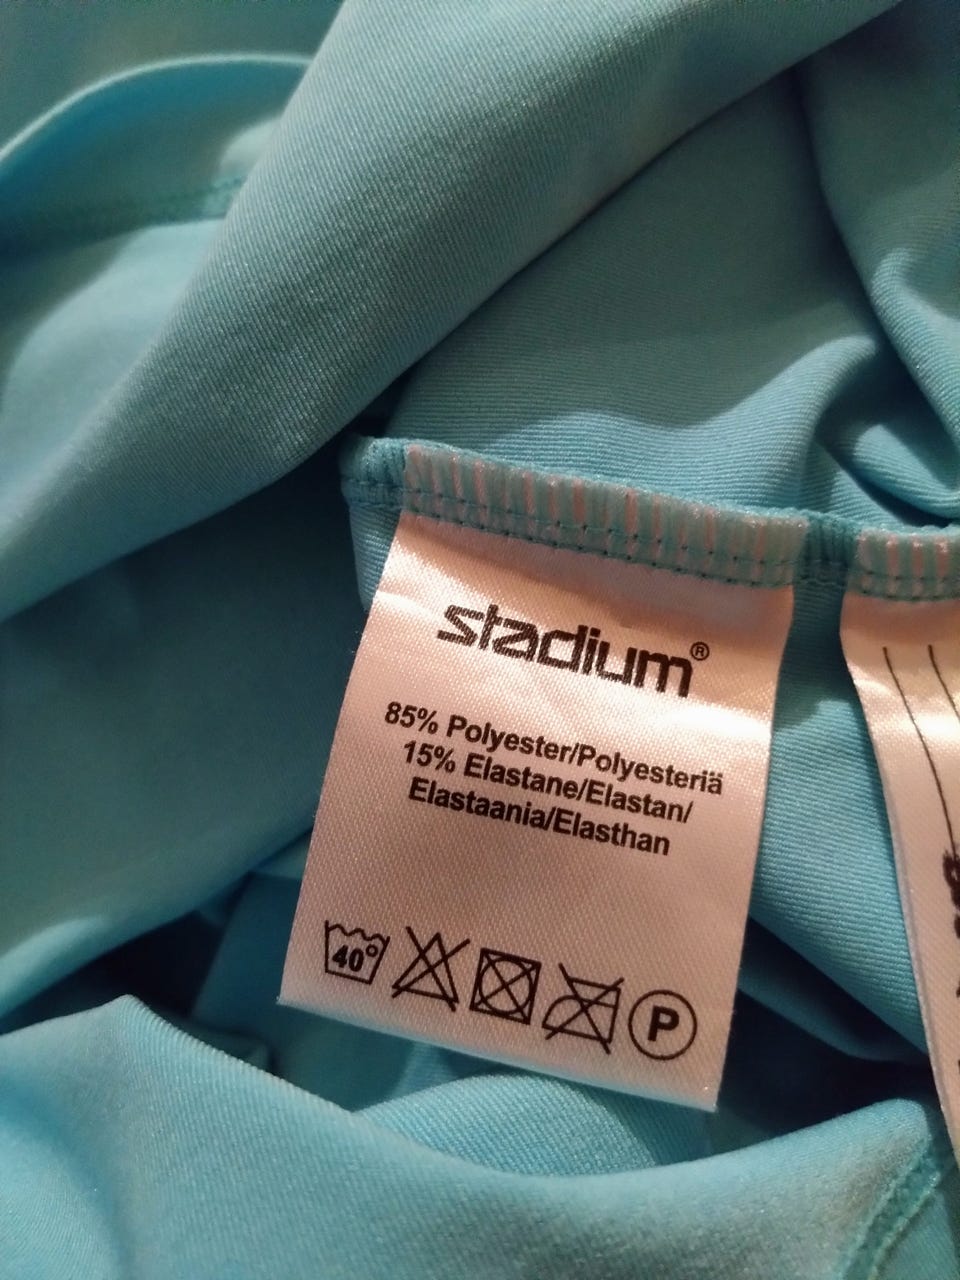 stadium®
85% Polyester/Polyesteriä
15% Elastane/Elastan/
Elastaania/Elasthan
40°
P